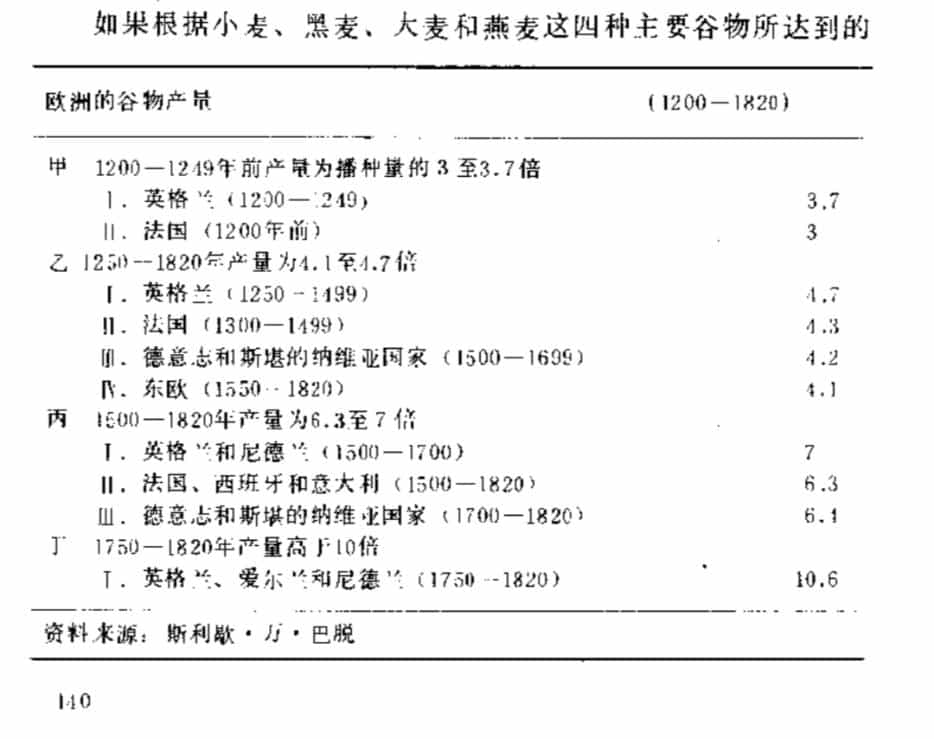 如果根据小麦、黑麦、大麦和燕麦这四种主要谷物所达到的
欧洲的谷物产量 (1200—1820)
甲 1200—1249年前产量为播种量的3至3.7倍
Ⅰ. 英格兰 (1200—1249) 3.7
Ⅱ. 法国 (1200年前) 3
乙 1250—1820年产量为4.1至4.7倍
Ⅰ. 英格兰 (1250—1499) 4.7
Ⅱ. 法国 (1300—1499) 4.3
Ⅲ. 德意志和斯堪的纳维亚国家 (1500—1699) 4.2
Ⅳ. 东欧 (1550—1820) 4.1
丙 1500—1820年产量为6.3至7倍
Ⅰ. 英格兰和尼德兰 (1500—1700) 7
Ⅱ. 法国、西班牙和意大利 (1500—1820) 6.3
Ⅲ. 德意志和斯堪的纳维亚国家 (1700—1820) 6.4
丁 1750—1820年产量高于10倍
Ⅰ. 英格兰、爱尔兰和尼德兰 (1750—1820) 10.6
资料来源: 斯利歇·万·巴脱
140